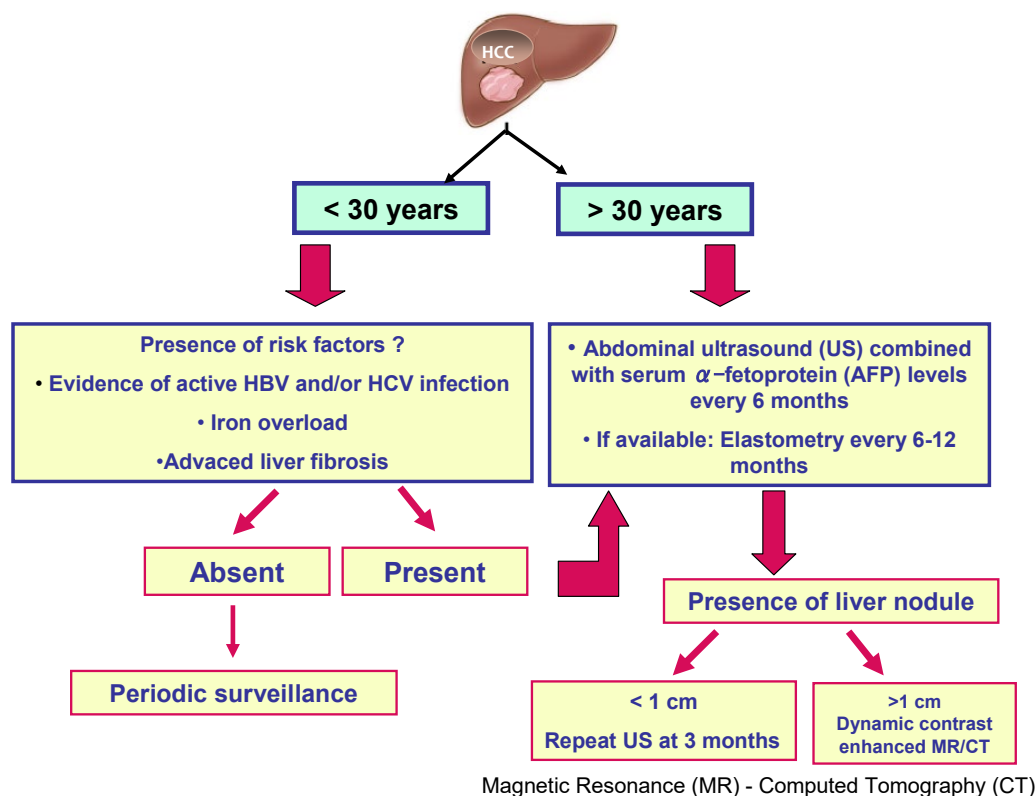 HCC
< 30 years
> 30 years
Presence of risk factors ?
• Evidence of active HBV and/or HCV infection
• Iron overload
•Advaced liver fibrosis
• Abdominal ultrasound (US) combined
with serum α−fetoprotein (AFP) levels
every 6 months
• If available: Elastometry every 6-12
months
Absent
Present
Presence of liver nodule
Periodic surveillance
< 1 cm
Repeat US at 3 months
>1 cm
Dynamic contrast
enhanced MR/CT
Magnetic Resonance (MR) - Computed Tomography (CT)